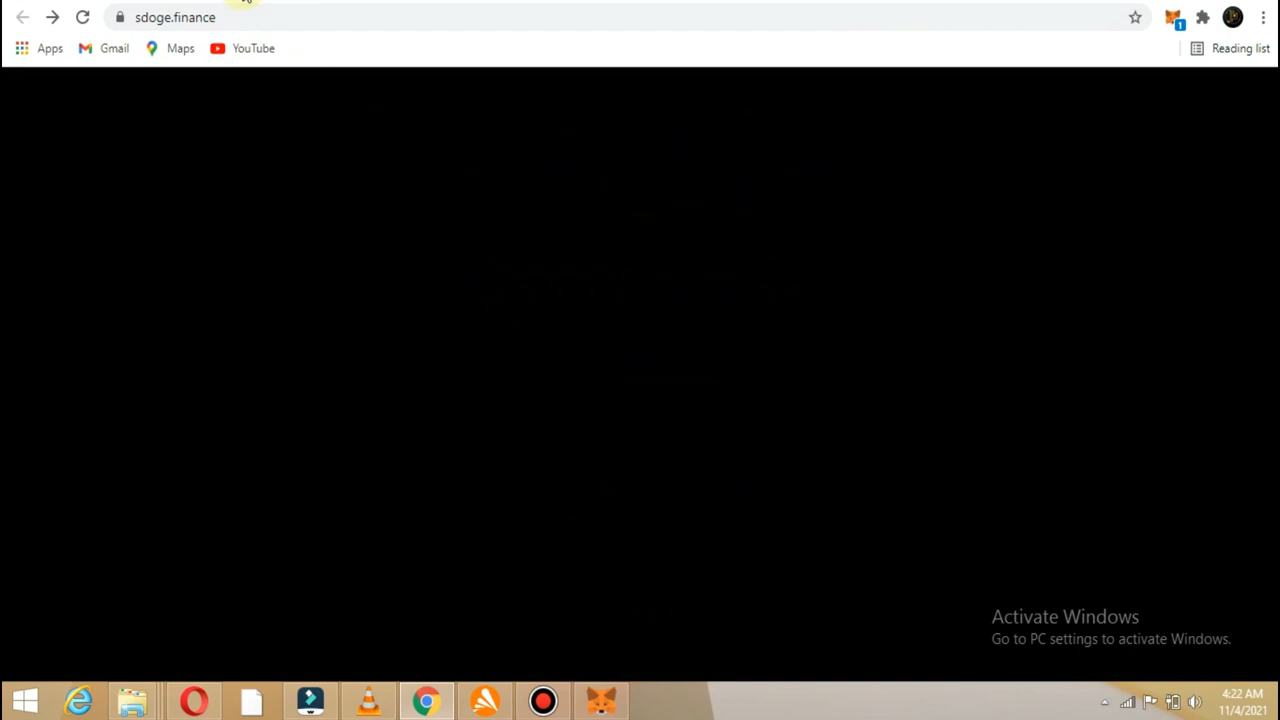 sdoge.finance
1
Apps Gmail Maps YouTube Reading list
Activate Windows
Go to PC settings to activate Windows.
4:22 AM
11/4/2021